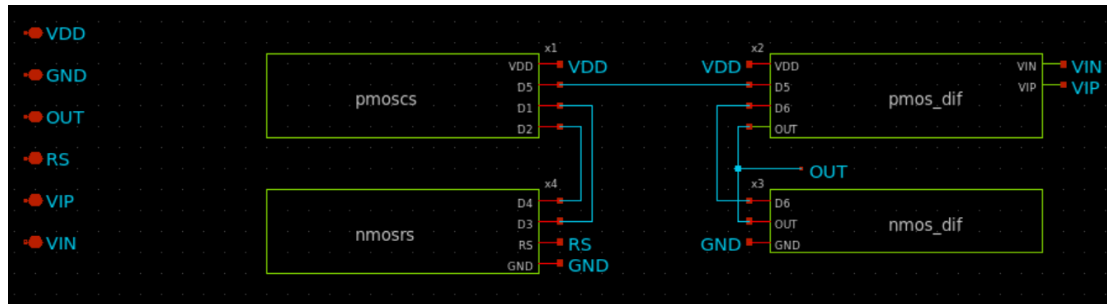 VDD
GND
OUT
RS
VIP
VIN
x1
pmoscs
VDD
D5
D1
D2
VDD
x4
nmosrs
D4
D3
RS
GND
RS
GND
x2
VDD
VDD
D5
D6
OUT
pmos_dif
VIN
VIP
VIN
VIP
OUT
x3
D6
OUT
GND
nmos_dif
GND